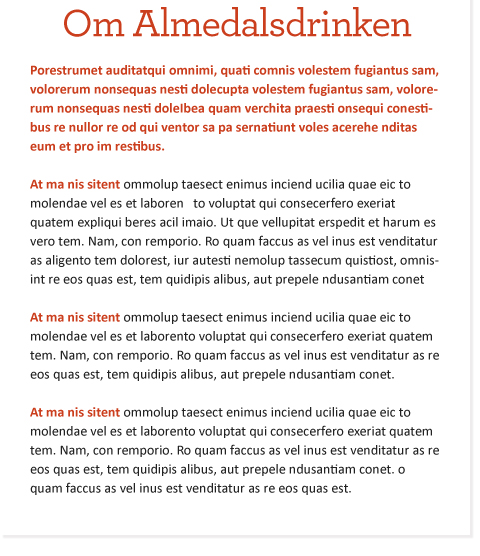 Om Almedalsdrinken
Porestrumet auditatqui omnimi, quati comnis volestem fugiantus sam,
volorerum nonsequas nesti dolecupta volestem fugiantus sam, volore-
rum nonsequas nesti dolelbea quam verchita praesti onsequi conesti-
bus re nullor re od qui ventor sa pa sernatiunt voles acerehe nditas
eum et pro im restibus.
At ma nis sitent ommolup taesect enimus inciend ucilia quae eic to
molendae vel es et laboren to voluptat qui consecerfero exeriat
quatem expliqui beres acil imaio. Ut que vellupitat erspedit et harum es
vero tem. Nam, con remporio. Ro quam faccus as vel inus est venditatur
as aligento tem dolorest, iur autesti nemolup tassecum quistiost, omnis-
int re eos quas est, tem quidipis alibus, aut prepele ndusantiam conet
At ma nis sitent ommolup taesect enimus inciend ucilia quae eic to
molendae vel es et laborento voluptat qui consecerfero exeriat quatem
tem. Nam, con remporio. Ro quam faccus as vel inus est venditatur as re
eos quas est, tem quidipis alibus, aut prepele ndusantiam conet.
At ma nis sitent ommolup taesect enimus inciend ucilia quae eic to
molendae vel es et laborento voluptat qui consecerfero exeriat quatem
tem. Nam, con remporio. Ro quam faccus as vel inus est venditatur as re
eos quas est, tem quidipis alibus, aut prepele ndusantiam conet. o
quam faccus as vel inus est venditatur as re eos quas est.